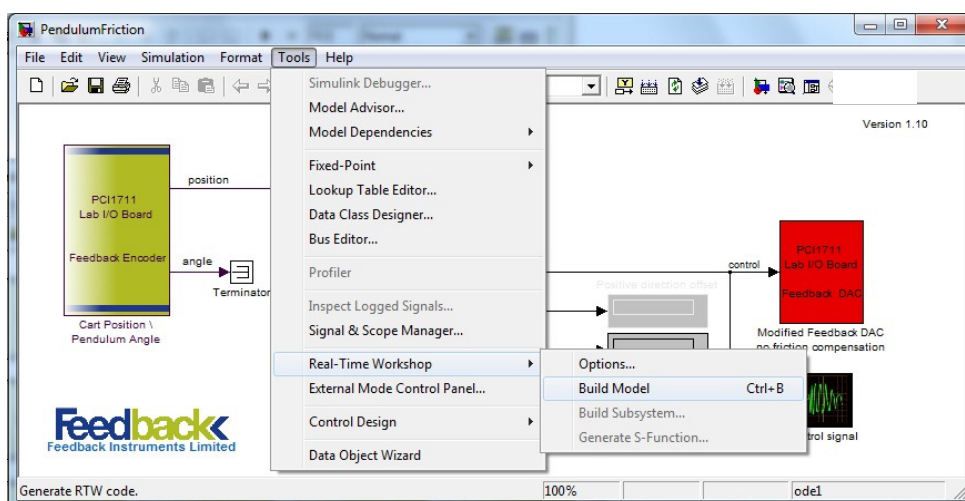 PendulumFriction
File Edit View Simulation Format Tools Help
Simulink Debugger...
Model Advisor...
Model Dependencies
Fixed-Point
Lookup Table Editor...
Data Class Designer...
Bus Editor...
Profiler
Inspect Logged Signals...
Signal & Scope Manager...
Real-Time Workshop
External Mode Control Panel...
Control Design
Data Object Wizard
Options...
Build Model Ctrl+B
Build Subsystem...
Generate S-Function...
Version 1.10
PCI1711
Lab I/O Board
Feedback Encoder
position
angle
Terminator
Cart Position \
Pendulum Angle
Positive direction offset
control
PCI1711
Lab I/O Board
Feedback DAC
Modified Feedback DAC
no friction compensation
trol signal
Feedback
Feedback Instruments Limited
Generate RTW code.
100%
ode1